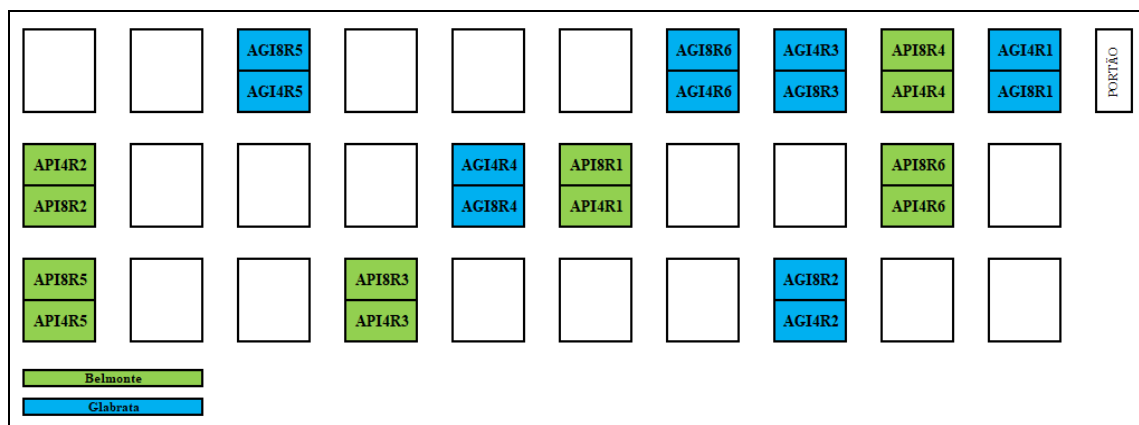 AGI8R5 AGI8R6 AGI4R3 API8R4 AGI4R1 PORTÃO
AGI4R5 AGI4R6 AGI8R3 API4R4 AGI8R1
API4R2 AGI4R4 API8R1 API8R6
API8R2 AGI8R4 API4R1 API4R6
API8R5 API8R3 AGI8R2
API4R5 API4R3 AGI4R2
Belmonte
Glabrata